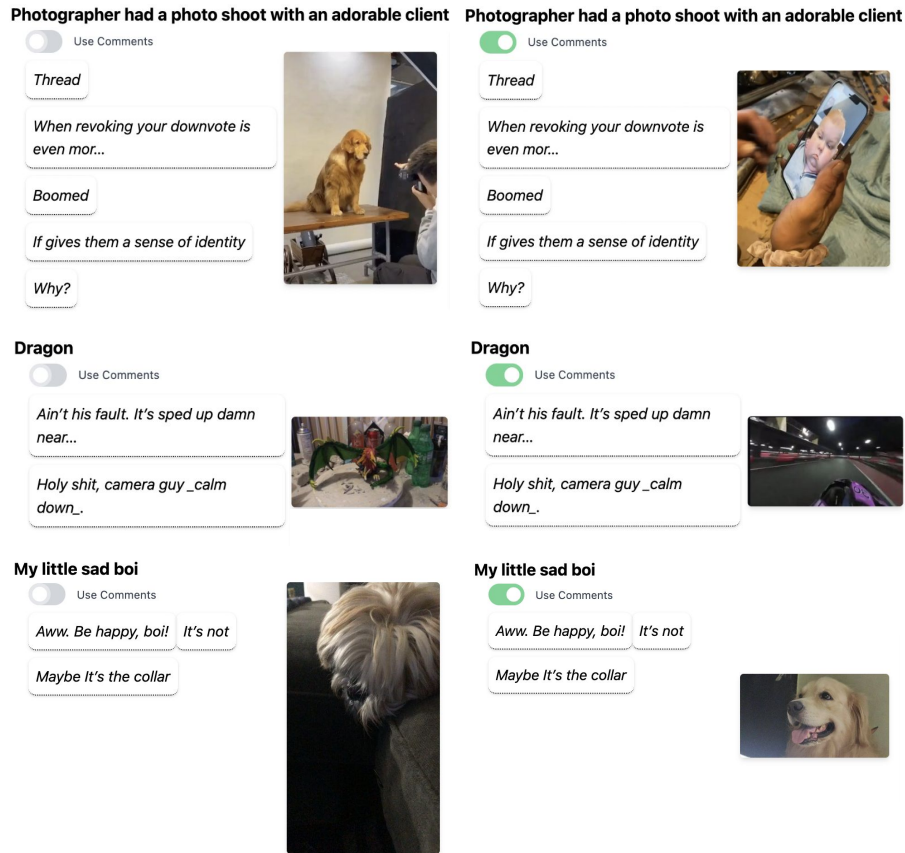 Photographer had a photo shoot with an adorable client
Use Comments
Thread
When revoking your downvote is
even mor...
Boomed
If gives them a sense of identity
Why?
Photographer had a photo shoot with an adorable client
Use Comments
Thread
When revoking your downvote is
even mor...
Boomed
If gives them a sense of identity
Why?
Dragon
Use Comments
Ain't his fault. It's sped up damn
near...
Holy shit, camera guy _calm
down_.
Dragon
Use Comments
Ain't his fault. It's sped up damn
near...
Holy shit, camera guy _calm
down_.
My little sad boi
Use Comments
Aww. Be happy, boi! It's not
Maybe It's the collar
My little sad boi
Use Comments
Aww. Be happy, boi! It's not
Maybe It's the collar